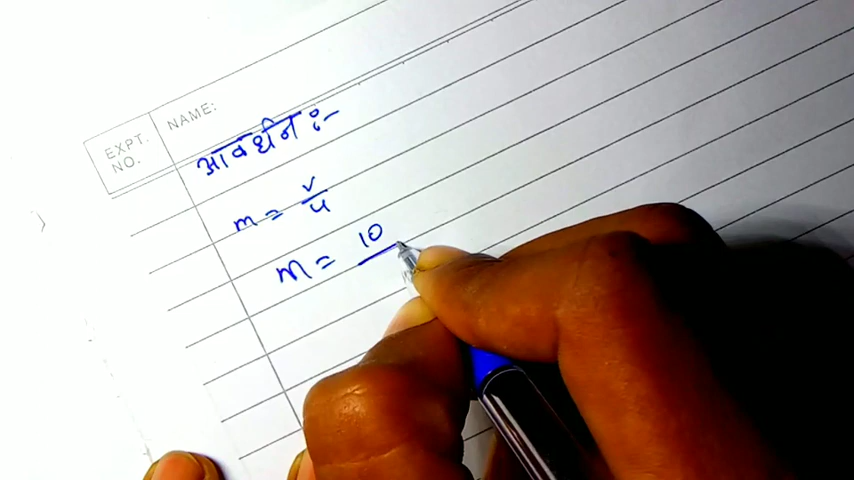 EXPT. NO.
NAME:
आवर्धन :-
m = v/u
m = 10/